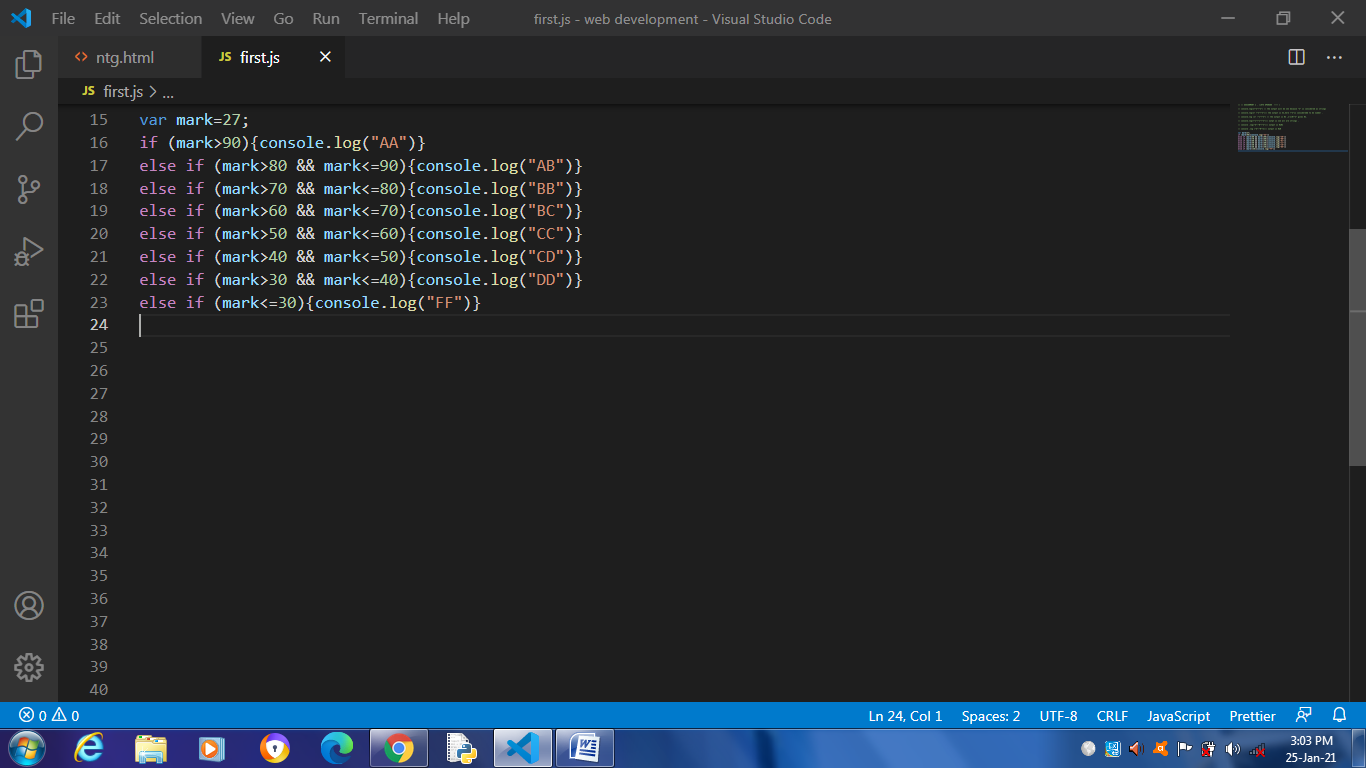 File Edit Selection View Go Run Terminal Help first.js - web development - Visual Studio Code
ntg.html JS first.js
JS first.js > ...
15 var mark=27;
16 if (mark>90){console.log("AA")}
17 else if (mark>80 && mark<=90){console.log("AB")}
18 else if (mark>70 && mark<=80){console.log("BB")}
19 else if (mark>60 && mark<=70){console.log("BC")}
20 else if (mark>50 && mark<=60){console.log("CC")}
21 else if (mark>40 && mark<=50){console.log("CD")}
22 else if (mark>30 && mark<=40){console.log("DD")}
23 else if (mark<=30){console.log("FF")}
24
25
26
27
28
29
30
31
32
33
34
35
36
37
38
39
40
0 0 Ln 24, Col 1 Spaces: 2 UTF-8 CRLF JavaScript Prettier
3:03 PM
25-Jan-21